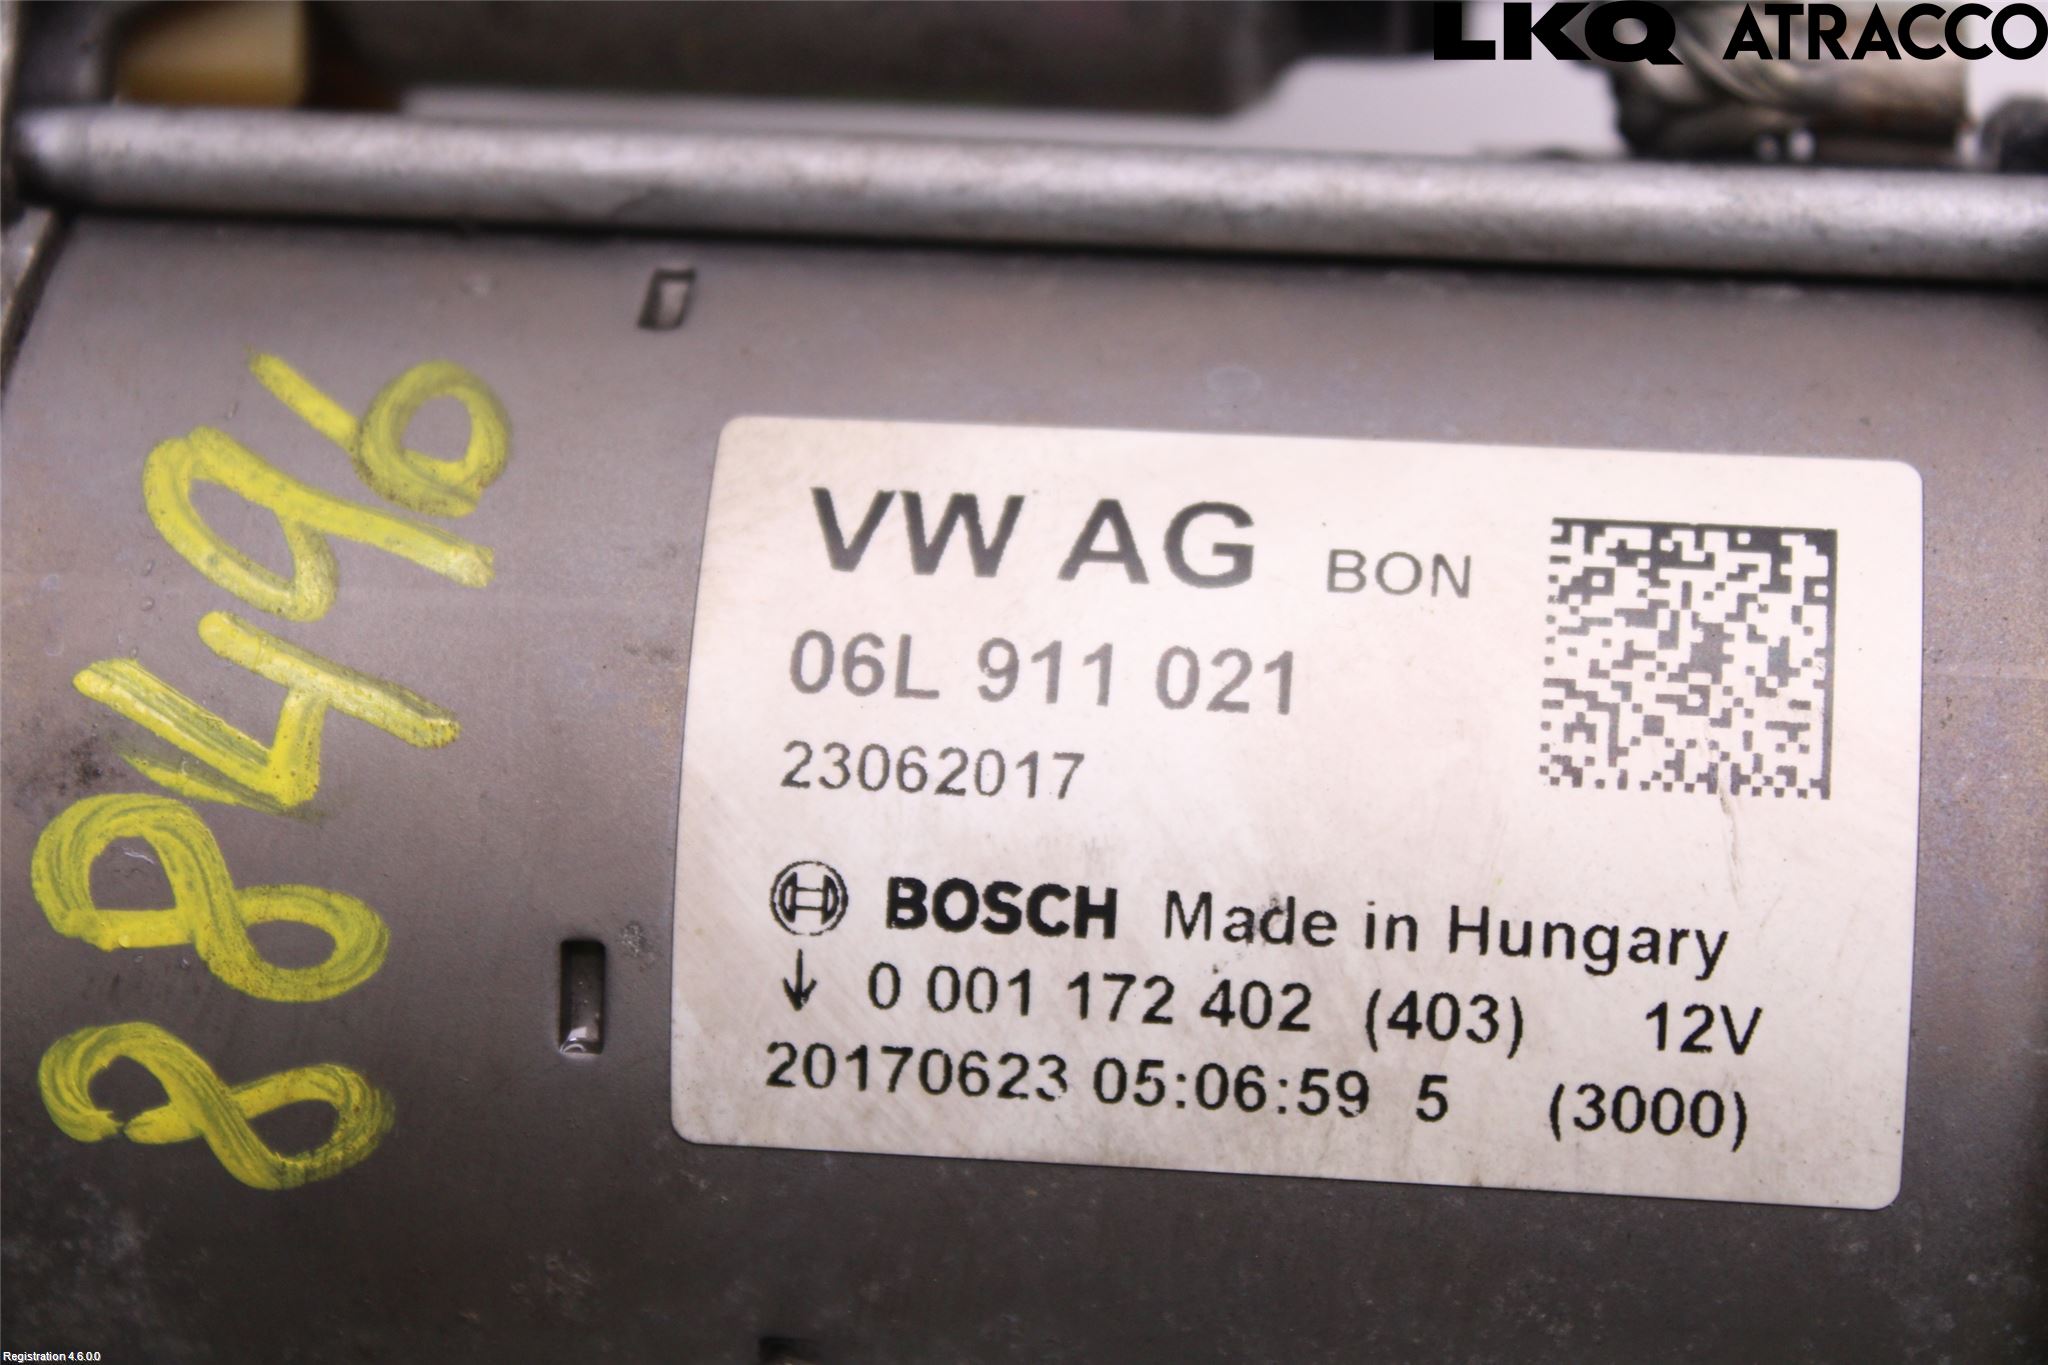 LKQ ATRACCO
88496
VW AG BON
06L 911 021
23062017
BOSCH Made in Hungary
↓ 0 001 172 402 (403) 12V
20170623 05:06:59 5 (3000)
Registration 4.6.0.0